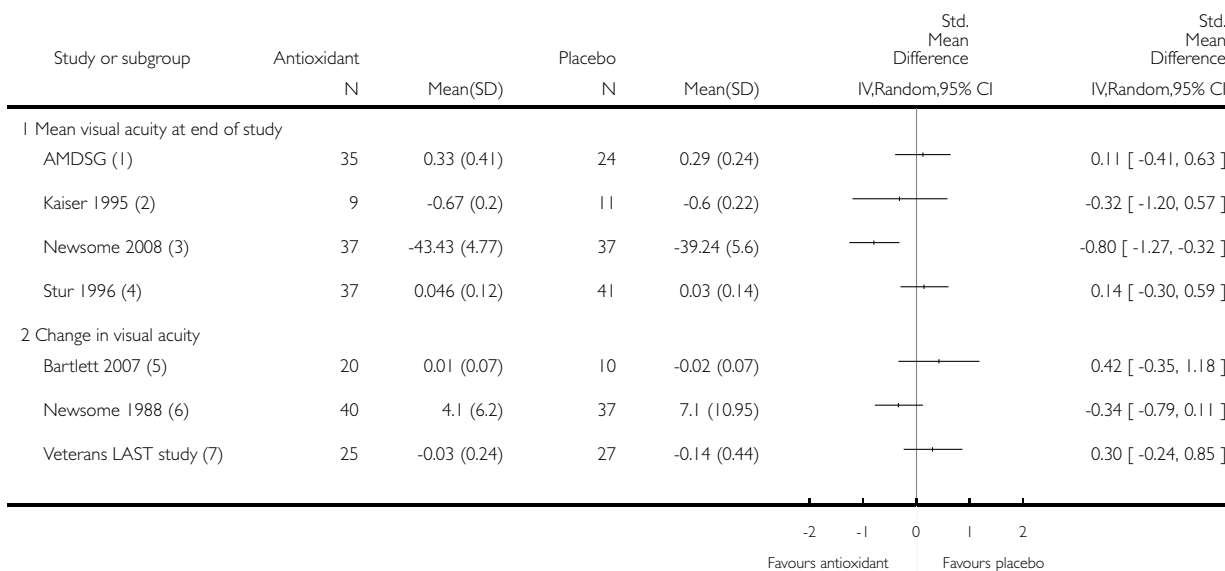 Study or subgroup Antioxidant Placebo Std. Mean Difference Std. Mean Difference
N Mean(SD) N Mean(SD) IV,Random,95% CI IV,Random,95% CI
1 Mean visual acuity at end of study
AMDSG (1) 35 0.33 (0.41) 24 0.29 (0.24) 0.11 [ -0.41, 0.63 ]
Kaiser 1995 (2) 9 -0.67 (0.2) 11 -0.6 (0.22) -0.32 [ -1.20, 0.57 ]
Newsome 2008 (3) 37 -43.43 (4.77) 37 -39.24 (5.6) -0.80 [ -1.27, -0.32 ]
Stur 1996 (4) 37 0.046 (0.12) 41 0.03 (0.14) 0.14 [ -0.30, 0.59 ]
2 Change in visual acuity
Bartlett 2007 (5) 20 0.01 (0.07) 10 -0.02 (0.07) 0.42 [ -0.35, 1.18 ]
Newsome 1988 (6) 40 4.1 (6.2) 37 7.1 (10.95) -0.34 [ -0.79, 0.11 ]
Veterans LAST study (7) 25 -0.03 (0.24) 27 -0.14 (0.44) 0.30 [ -0.24, 0.85 ]
-2 -1 0 1 2
Favours antioxidant Favours placebo